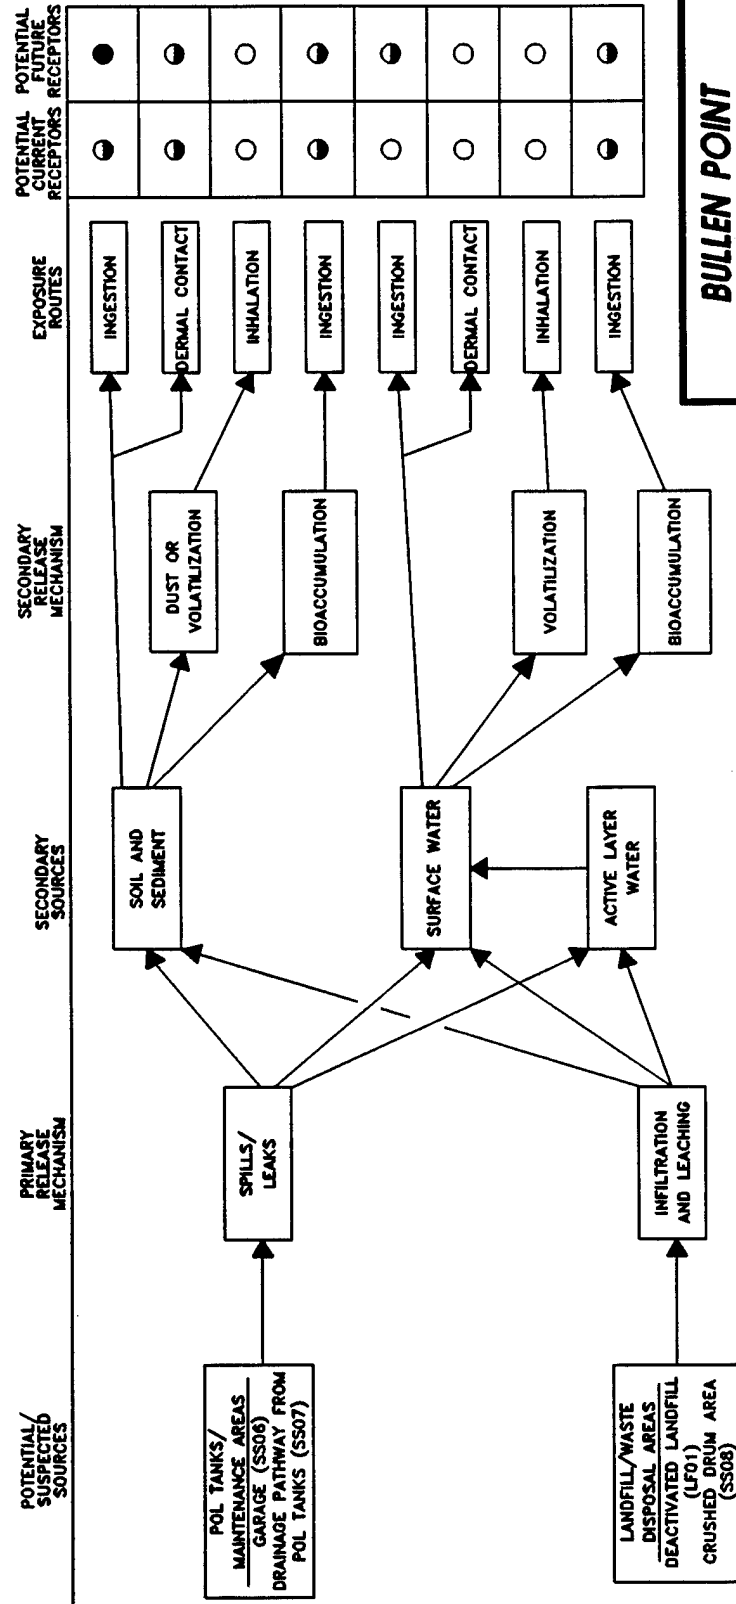 POTENTIAL/
SUSPECTED
SOURCES
PRIMARY
RELEASE
MECHANISM
SECONDARY
SOURCES
SECONDARY
RELEASE
MECHANISM
EXPOSURE
ROUTES
POTENTIAL
CURRENT
RECEPTORS
POTENTIAL
FUTURE
RECEPTORS
POL TANKS/
MAINTENANCE AREAS
GARAGE (SS06)
DRAINAGE PATHWAY FROM
POL TANKS (SS07)
LANDFILL/WASTE
DISPOSAL AREAS
DEACTIVATED LANDFILL
(LF01)
CRUSHED DRUM AREA
(SS08)
SPILLS/
LEAKS
INFILTRATION
AND LEACHING
SOIL AND
SEDIMENT
SURFACE WATER
ACTIVE LAYER
WATER
DUST OR
VOLATILIZATION
BIOACCUMULATION
VOLATILIZATION
BIOACCUMULATION
INGESTION
DERMAL CONTACT
INHALATION
INGESTION
INGESTION
DERMAL CONTACT
INHALATION
INGESTION
BULLEN POINT